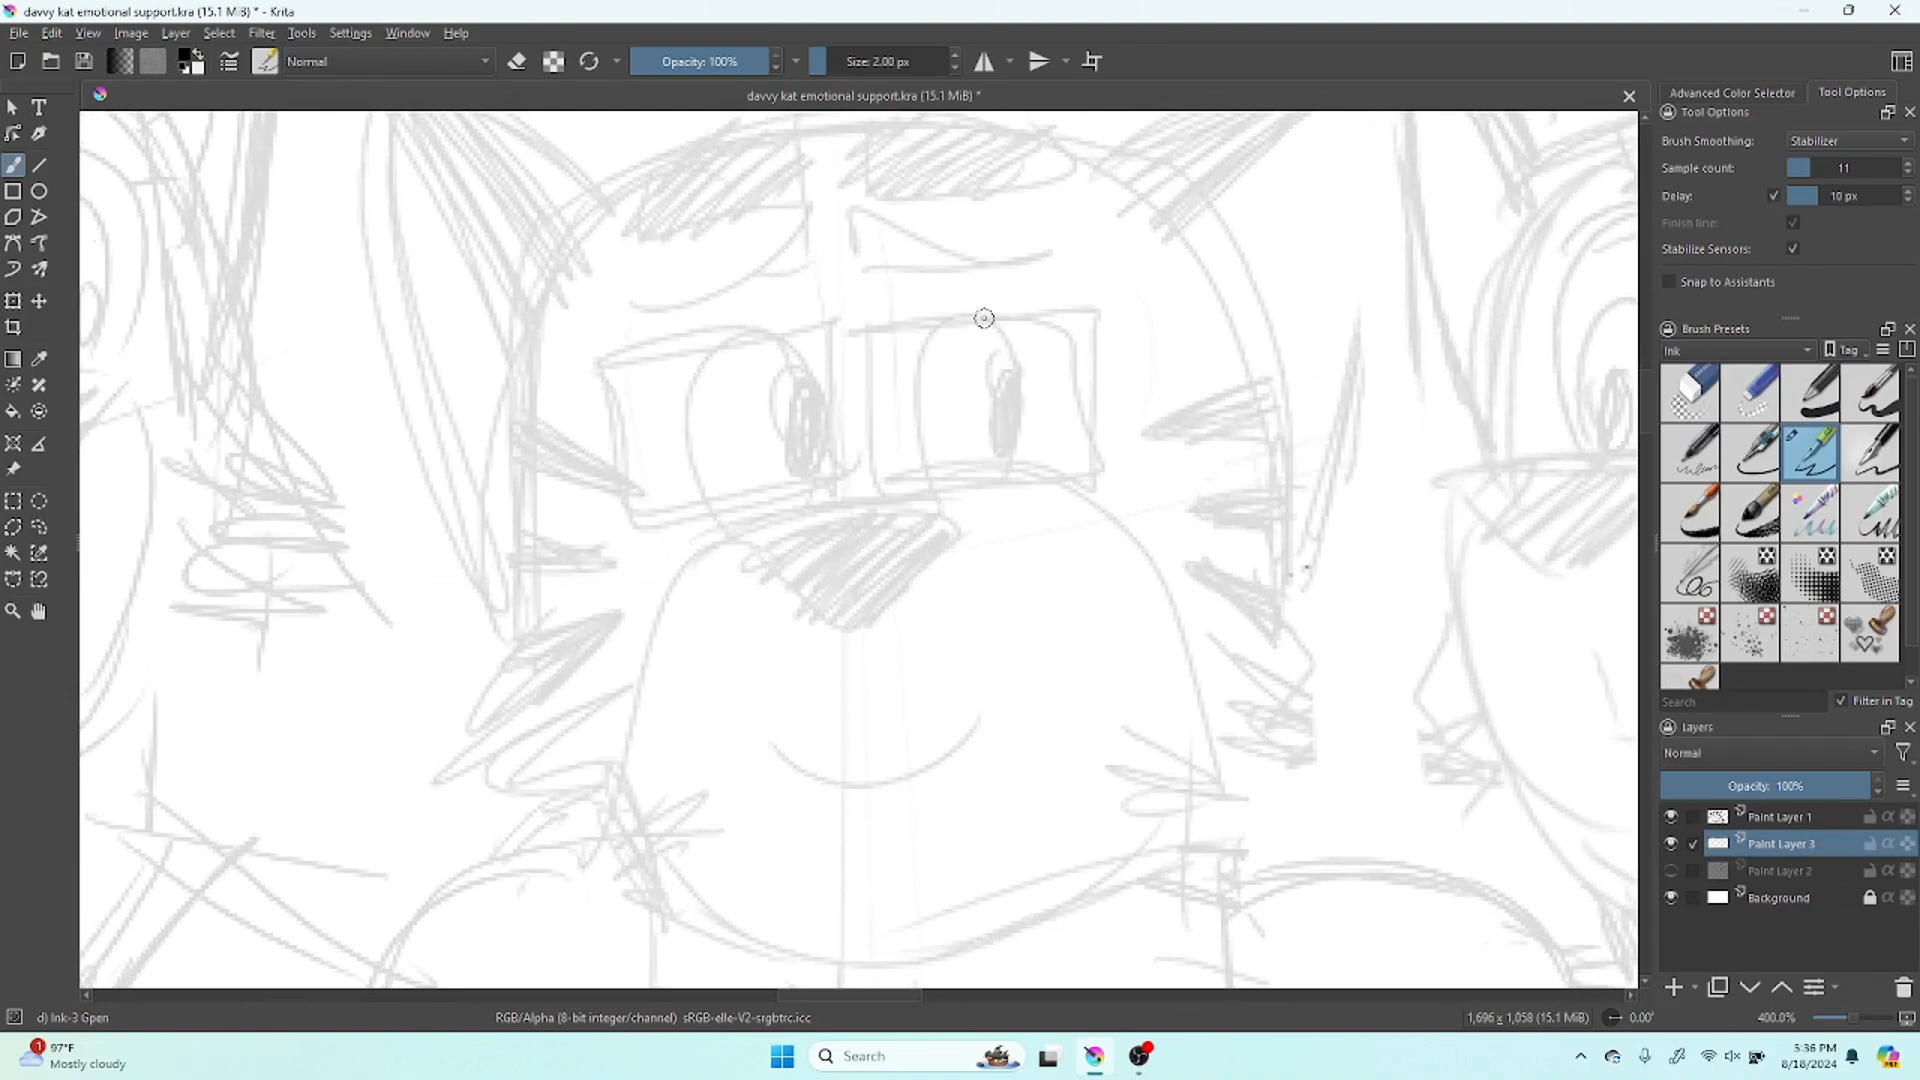 davvy kat emotional support.kra (15.1 MiB) * - Krita
File Edit View Image Layer Select Filter Tools Settings Window Help
Normal
Opacity: 100%
Size: 2.00 px
davvy kat emotional support.kra (15.1 MiB) *
Advanced Color Selector
Tool Options
Tool Options
Brush Smoothing: Stabilizer
Sample count: 11
Delay: 10 px
Finish line:
Stabilize Sensors:
Snap to Assistants
Brush Presets
Ink
Tag
Search
Filter in Tag
Layers
Normal
Opacity: 100%
Paint Layer 1
Paint Layer 3
Paint Layer 2
Background
d) Ink-3 Gpen
RGB/Alpha (8-bit integer/channel) sRGB-elle-V2-srgbtrc.icc
1,696 x 1,058 (15.1 MiB)
0.00°
400.0%
1
97°F
Mostly cloudy
Search
5:36 PM
8/18/2024